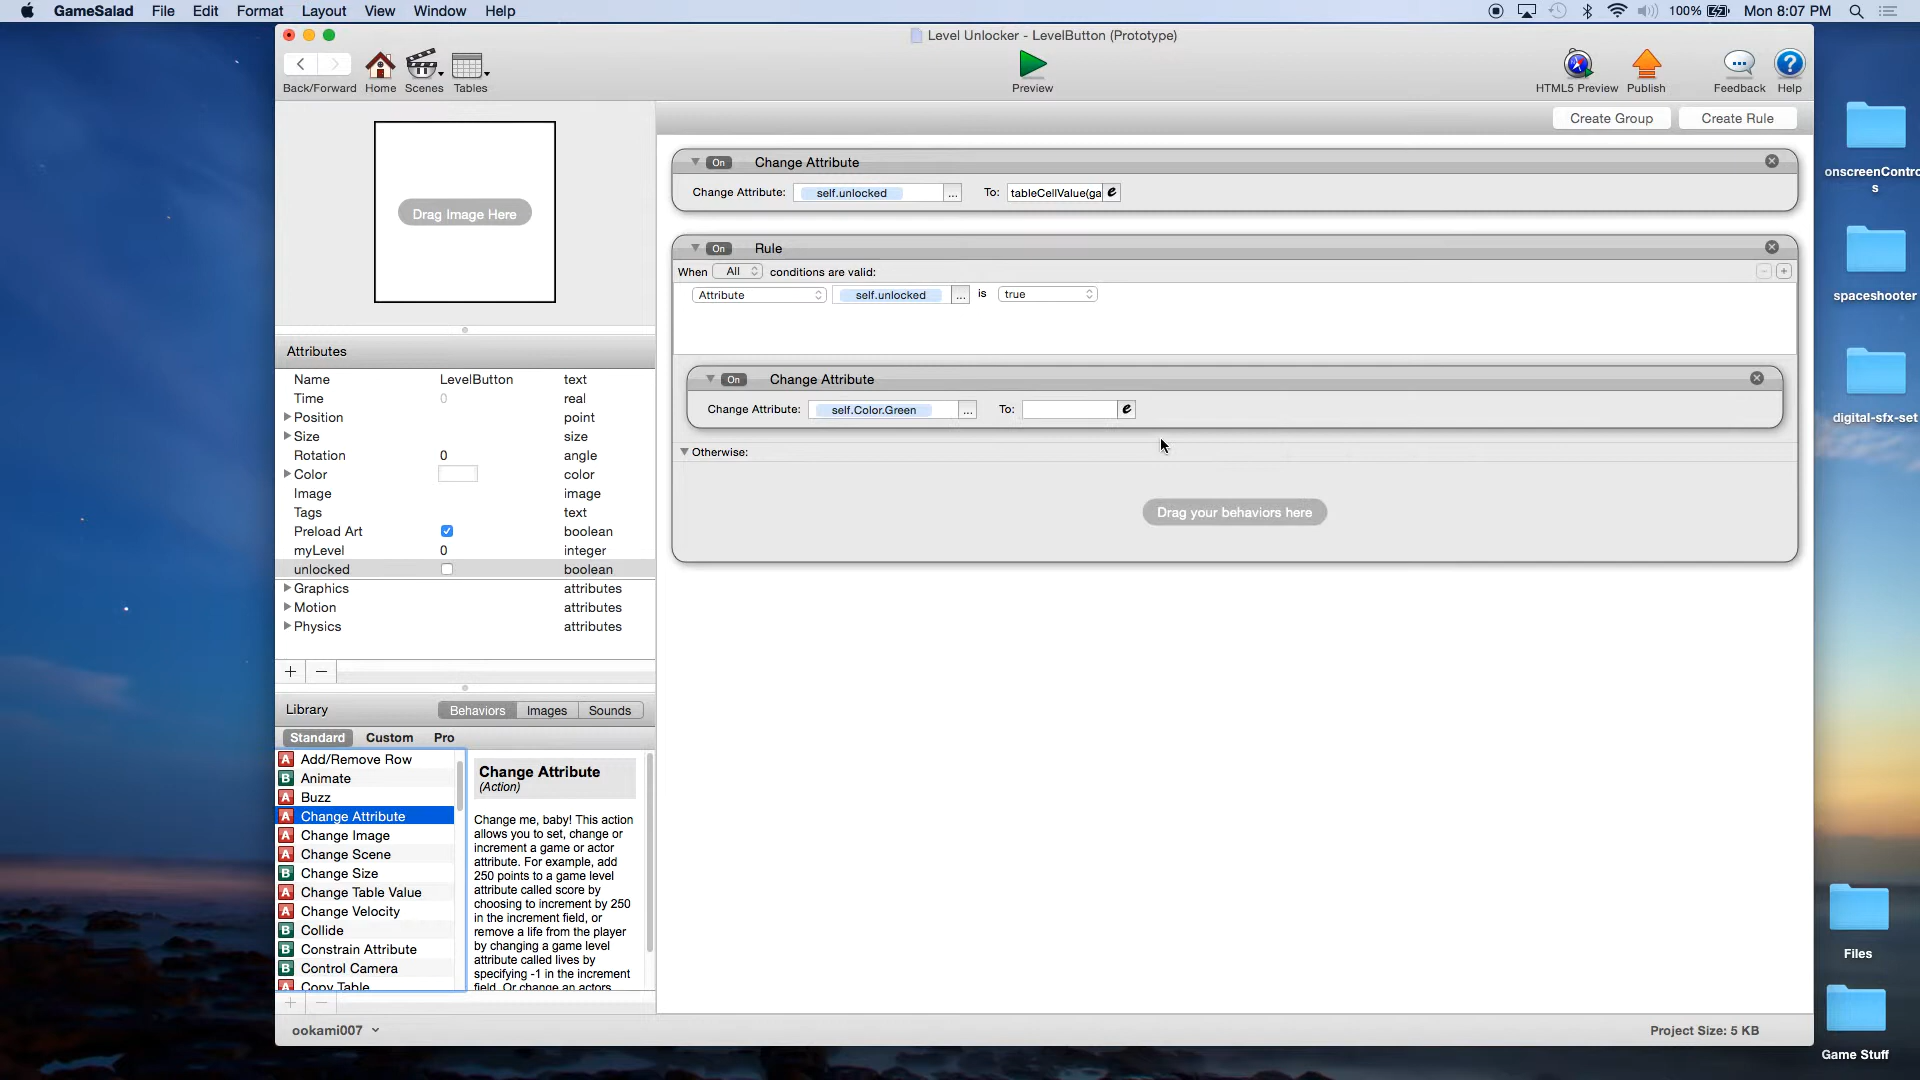 GameSalad File Edit Format Layout View Window Help
100% Mon 8:07 PM
Level Unlocker - LevelButton (Prototype)
Back/Forward Home Scenes Tables
Preview
HTML5 Preview Publish Feedback Help
Create Group Create Rule
Drag Image Here
On Change Attribute
Change Attribute: self.unlocked ... To: tableCellValue(ga e
On Rule
When All conditions are valid:
Attribute self.unlocked ... is true
On Change Attribute
Change Attribute: self.Color.Green ... To: e
Otherwise:
Drag your behaviors here
Attributes
Name LevelButton text
Time 0 real
Position point
Size size
Rotation 0 angle
Color color
Image image
Tags text
Preload Art boolean
myLevel 0 integer
unlocked boolean
Graphics attributes
Motion attributes
Physics attributes
Library Behaviors Images Sounds
Standard Custom Pro
A Add/Remove Row
B Animate
A Buzz
A Change Attribute
A Change Image
A Change Scene
B Change Size
A Change Table Value
A Change Velocity
B Collide
B Constrain Attribute
B Control Camera
A Copy Table
Change Attribute
(Action)
Change me, baby! This action
allows you to set, change or
increment a game or actor
attribute. For example, add
250 points to a game level
attribute called score by
choosing to increment by 250
in the increment field, or
remove a life from the player
by changing a game level
attribute called lives by
specifying -1 in the increment
field. Or change an actors
ookami007
Project Size: 5 KB
onscreenContro
s
spaceshooter
digital-sfx-set
Files
Game Stuff